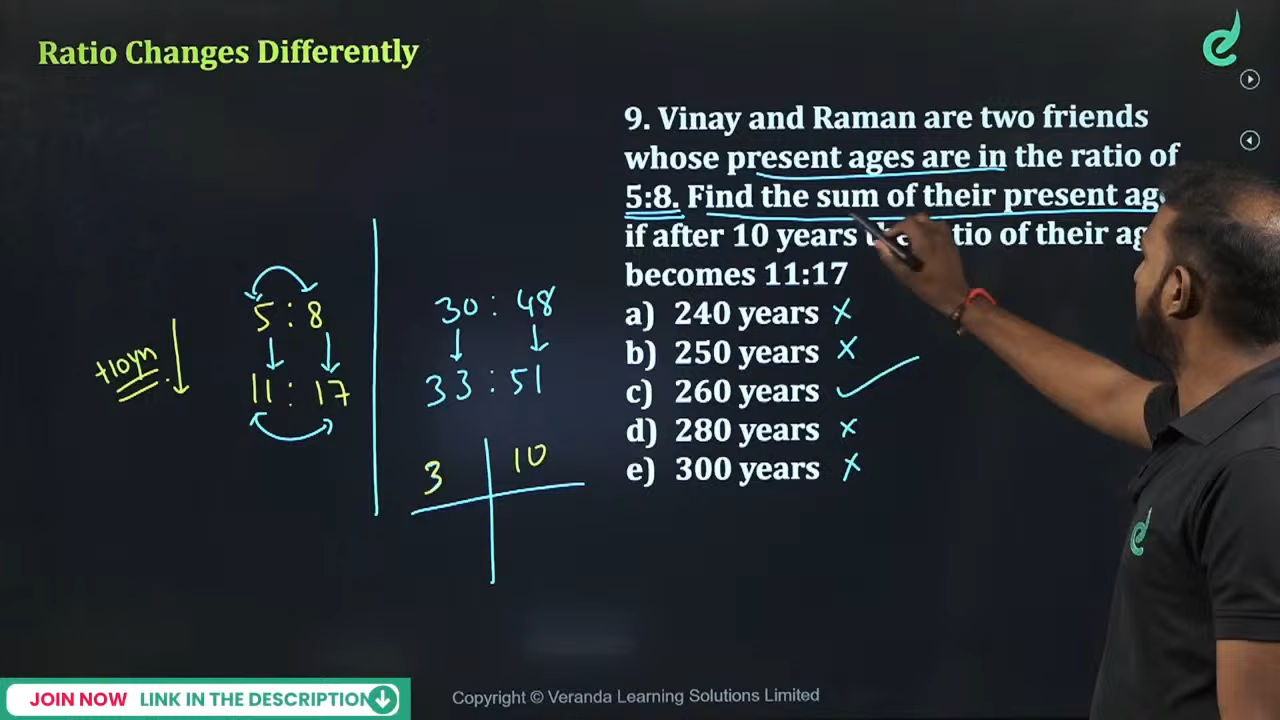 Ratio Changes Differently
9. Vinay and Raman are two friends
whose present ages are in the ratio of
5:8. Find the sum of their present
if after 10 years of their
becomes 11:17
a) 240 years ×
b) 250 years ×
c) 260 years ✓
d) 280 years ×
e) 300 years ×
+10yn
5 : 8
11 : 17
30 : 48
33 : 51
3 | 10
JOIN NOW LINK IN THE DESCRIPTION
Copyright © Veranda Learning Solutions Limited